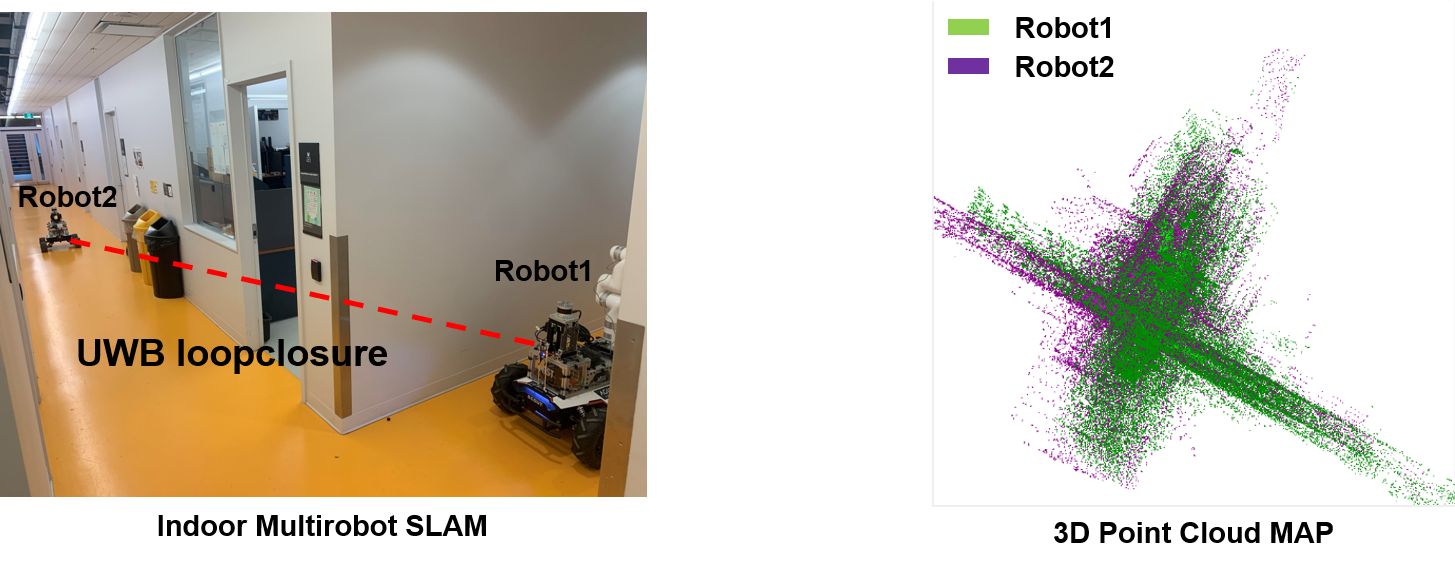 Robot2
Robot1
UWB loopclosure
Indoor Multirobot SLAM
Robot1
Robot2
3D Point Cloud MAP